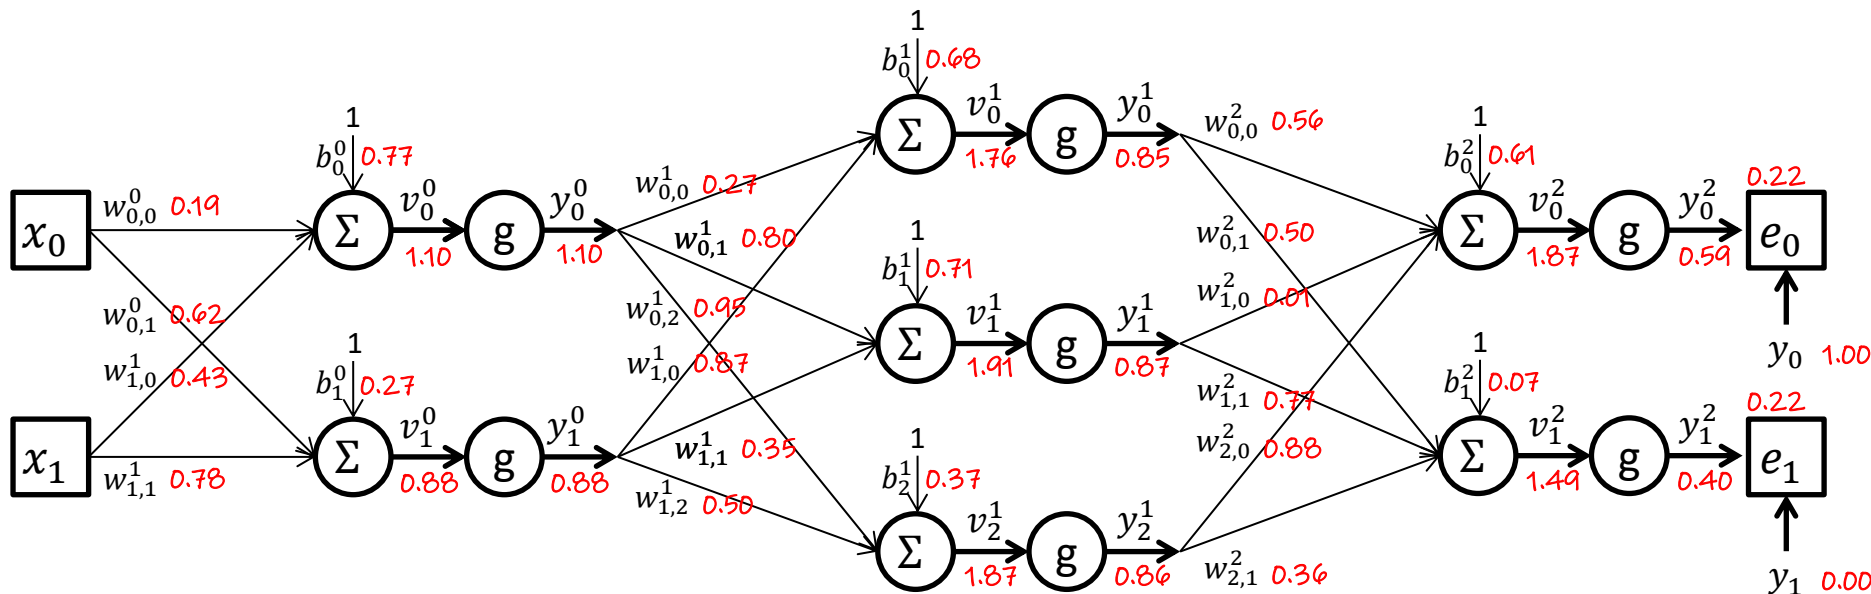 x_0
x_1
w_{0,0}^0 0.19
w_{0,1}^0 0.62
w_{1,0}^1 0.43
w_{1,1}^1 0.78
1
b_0^0 0.77
Σ
v_0^0
1.10
g
y_0^0
1.10
1
b_1^0 0.27
Σ
v_1^0
0.88
g
y_1^0
0.88
w_{0,0}^1 0.27
w_{0,1}^1 0.80
w_{0,2}^1 0.95
w_{1,0}^1 0.87
w_{1,1}^1 0.35
w_{1,2}^1 0.50
1
b_0^1 0.68
Σ
v_0^1
1.76
g
y_0^1
0.85
1
b_1^1 0.71
Σ
v_1^1
1.91
g
y_1^1
0.87
1
b_2^1 0.37
Σ
v_2^1
1.87
g
y_2^1
0.86
w_{0,0}^2 0.56
w_{0,1}^2 0.50
w_{1,0}^2 0.01
w_{1,1}^2 0.77
w_{2,0}^2 0.88
w_{2,1}^2 0.36
1
b_0^2 0.61
Σ
v_0^2
1.87
g
y_0^2
0.59
0.22
e_0
y_0 1.00
1
b_1^2 0.07
Σ
v_1^2
1.49
g
y_1^2
0.40
0.22
e_1
y_1 0.00